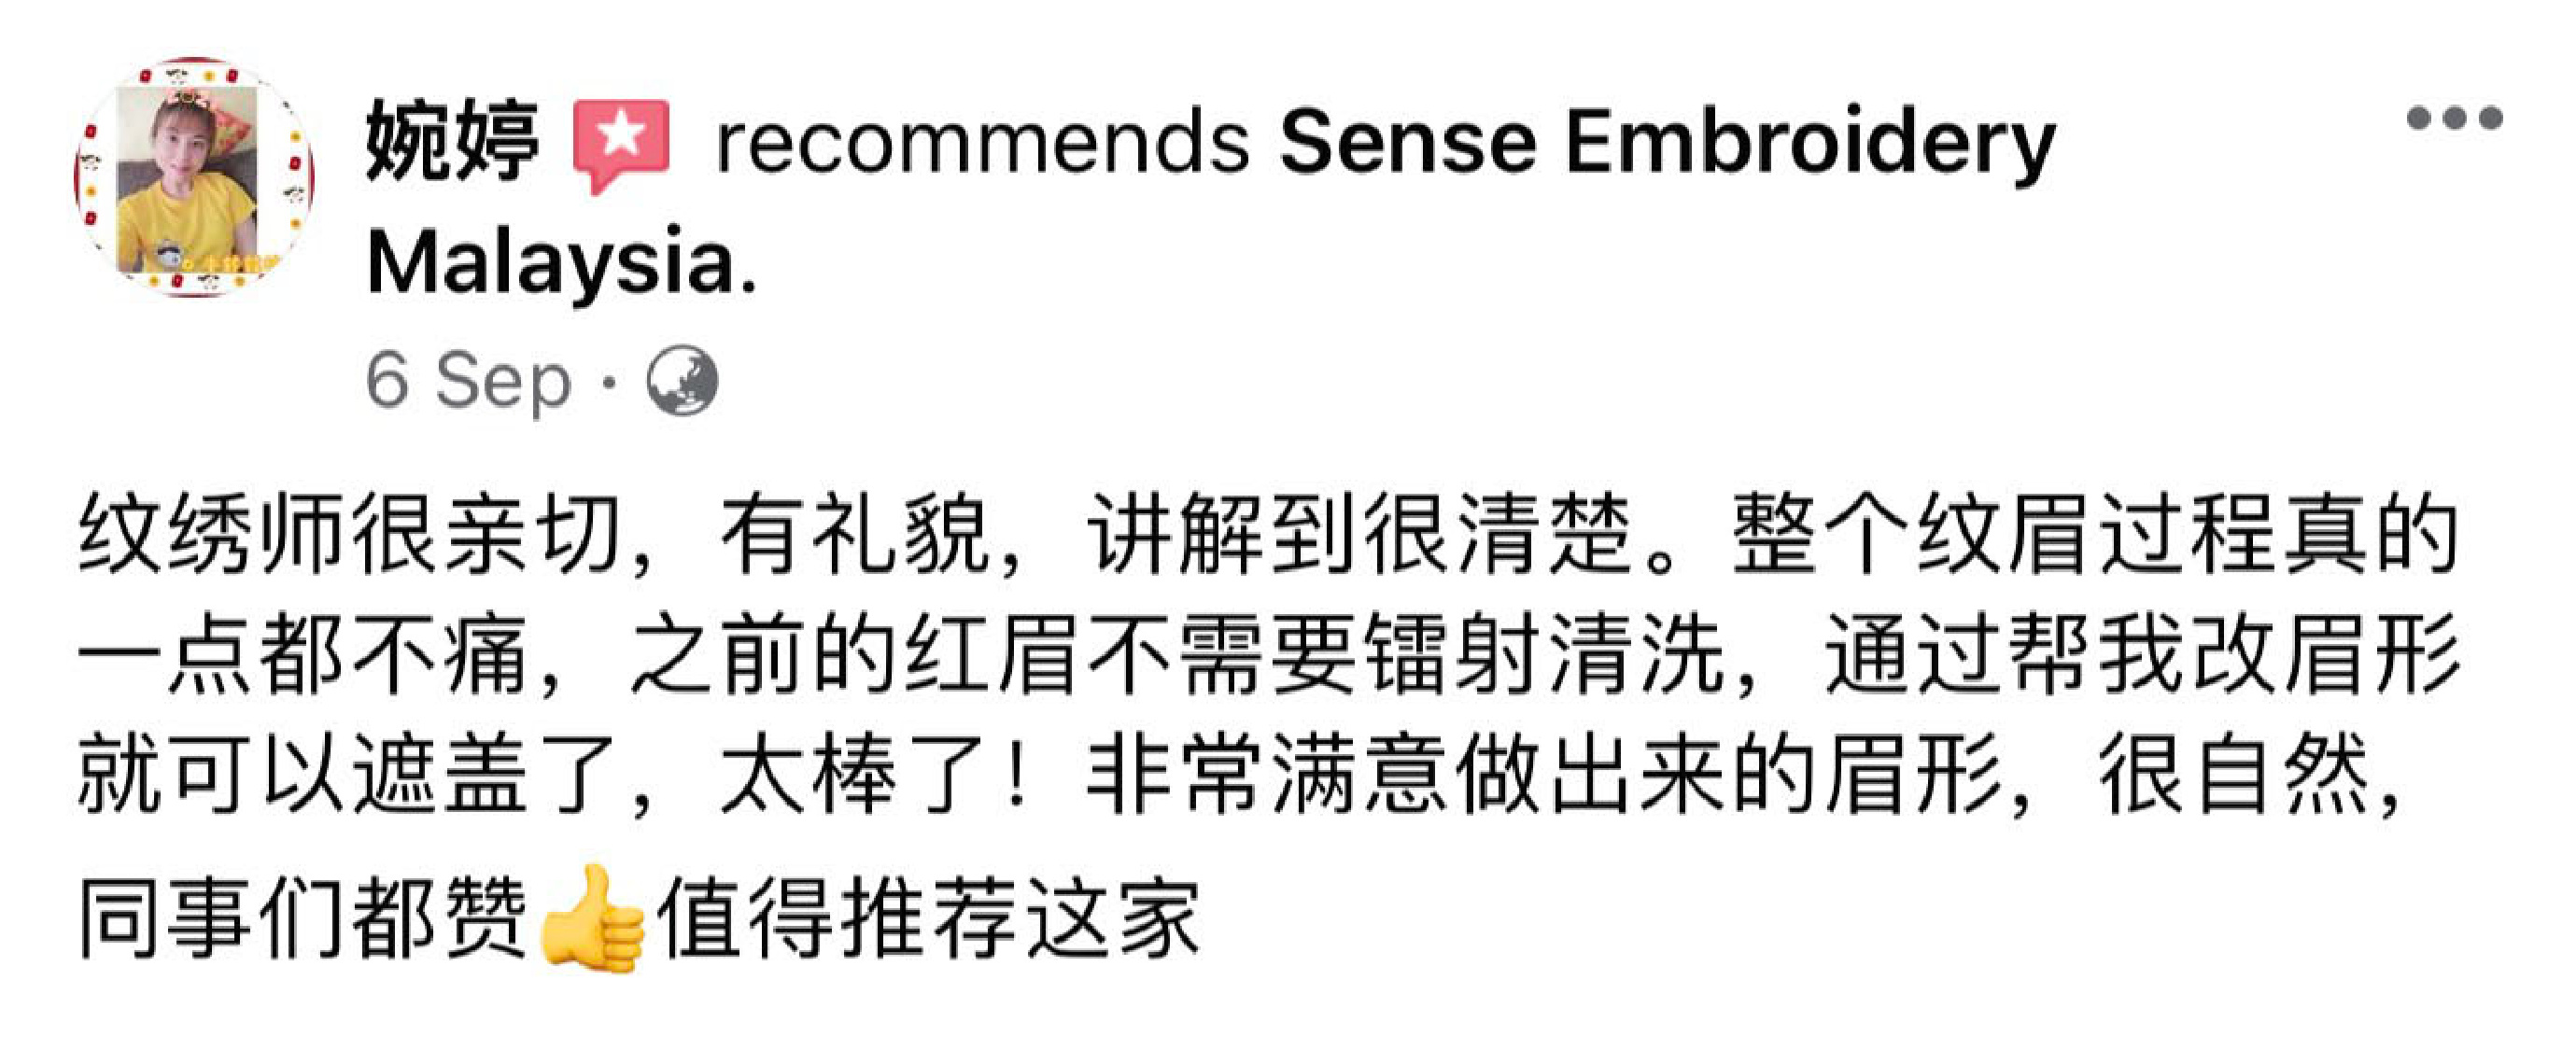 婉婷 recommends Sense Embroidery
Malaysia.
6 Sep ·
纹绣师很亲切，有礼貌，讲解到很清楚。整个纹眉过程真的
一点都不痛，之前的红眉不需要镭射清洗，通过帮我改眉形
就可以遮盖了，太棒了！非常满意做出来的眉形，很自然，
同事们都赞👍值得推荐这家